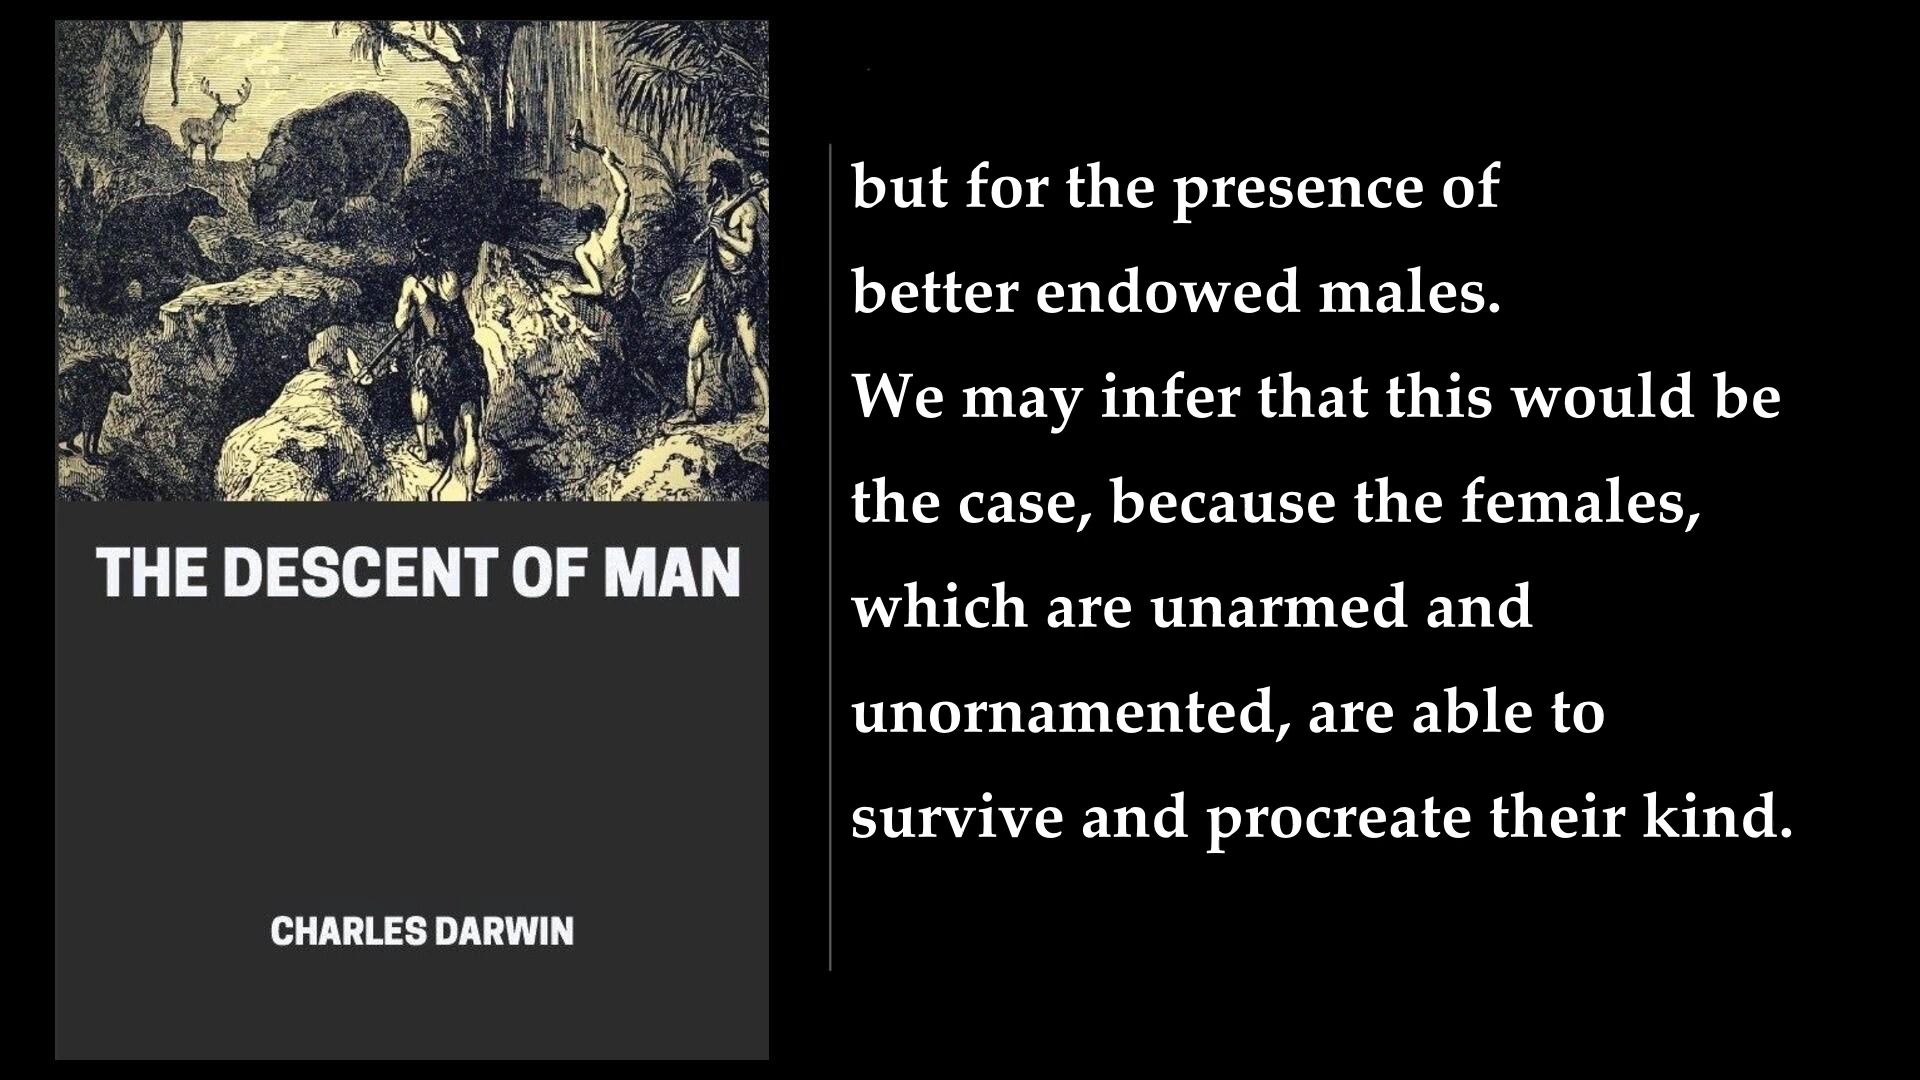 THE DESCENT OF MAN
CHARLES DARWIN
but for the presence of
better endowed males.
We may infer that this would be
the case, because the females,
which are unarmed and
unornamented, are able to
survive and procreate their kind.